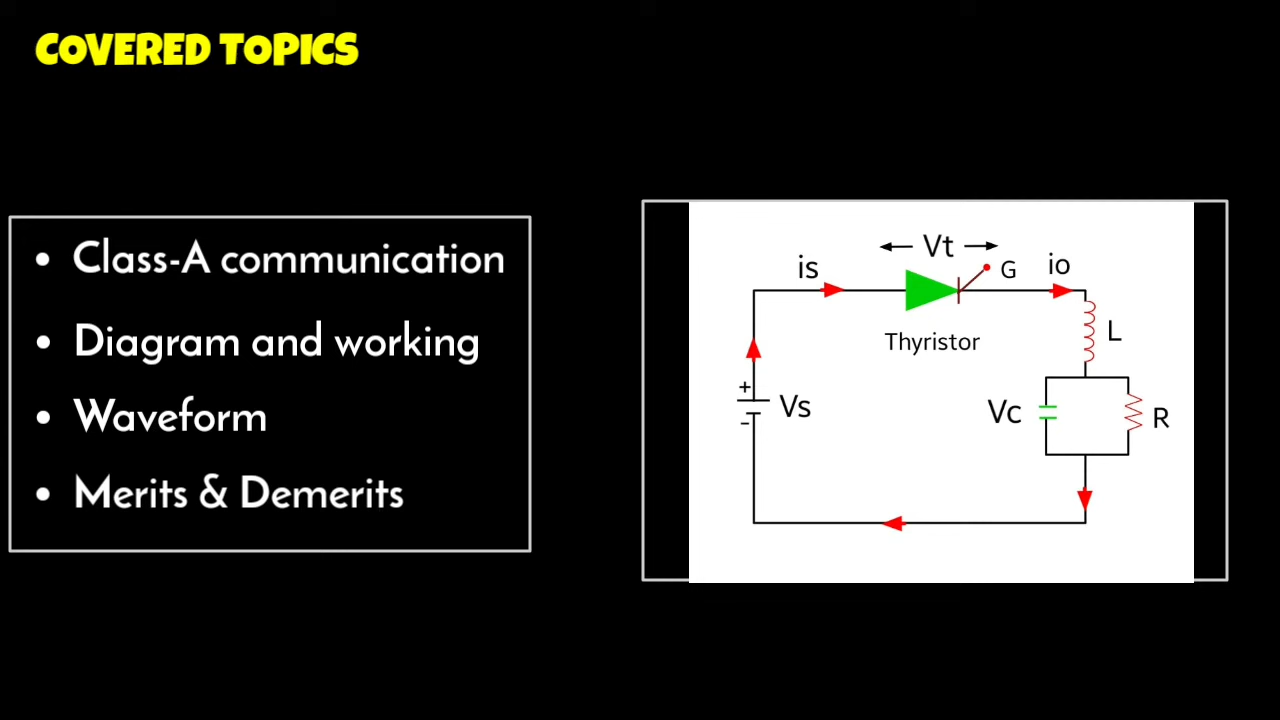 COVERED TOPICS
• Class-A communication
• Diagram and working
• Waveform
• Merits & Demerits
Vt
is
G
io
Thyristor
L
+
Vs
-
Vc
R